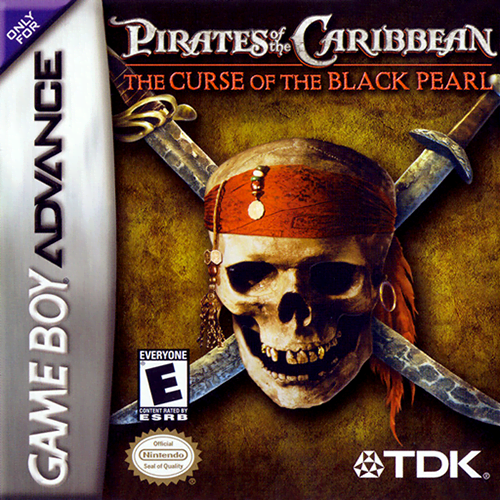 ONLY
FOR
GAME BOY ADVANCE
PIRATES of the CARIBBEAN
THE CURSE OF THE BLACK PEARL
EVERYONE
E
CONTENT RATED BY
ESRB
Official
Nintendo
Seal of Quality
TDK